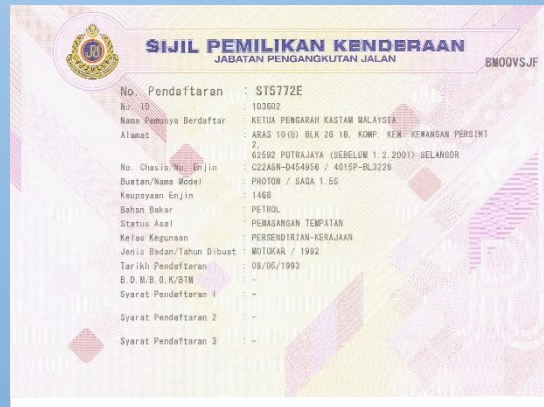 SIJIL PEMILIKAN KENDERAAN
JABATAN PENGANGKUTAN JALAN
BMOOVSJF
No. Pendaftaran : ST5772E
No. ID : 103602
Nama Pemunya Berdaftar : KETUA PENGARAH KASTAM MALAYSIA
Alamat : ARAS 10(U) BLK 2G 1B, KOMP. KEM. KEWANGAN PERSINT
2,
62592 PUTRAJAYA (SEBELUM 1.2.2001) SELANGOR
No. Chasis/No. Enjin : C22ASN-D454956 / 4G15P-BL3226
Buatan/Nama Model : PROTON / SAGA 1.5S
Keupayaan Enjin : 1468
Bahan Bakar : PETROL
Status Asal : PEMASANGAN TEMPATAN
Kelas Kegunaan : PERSENDIRIAN-KERAJAAN
Jenis Badan/Tahun Dibuat : MOTOKAR / 1992
Tarikh Pendaftaran : 06/05/1993
B.D.M/B.G.K/BTM : -
Syarat Pendaftaran 1 : -
Syarat Pendaftaran 2 : -
Syarat Pendaftaran 3 : -